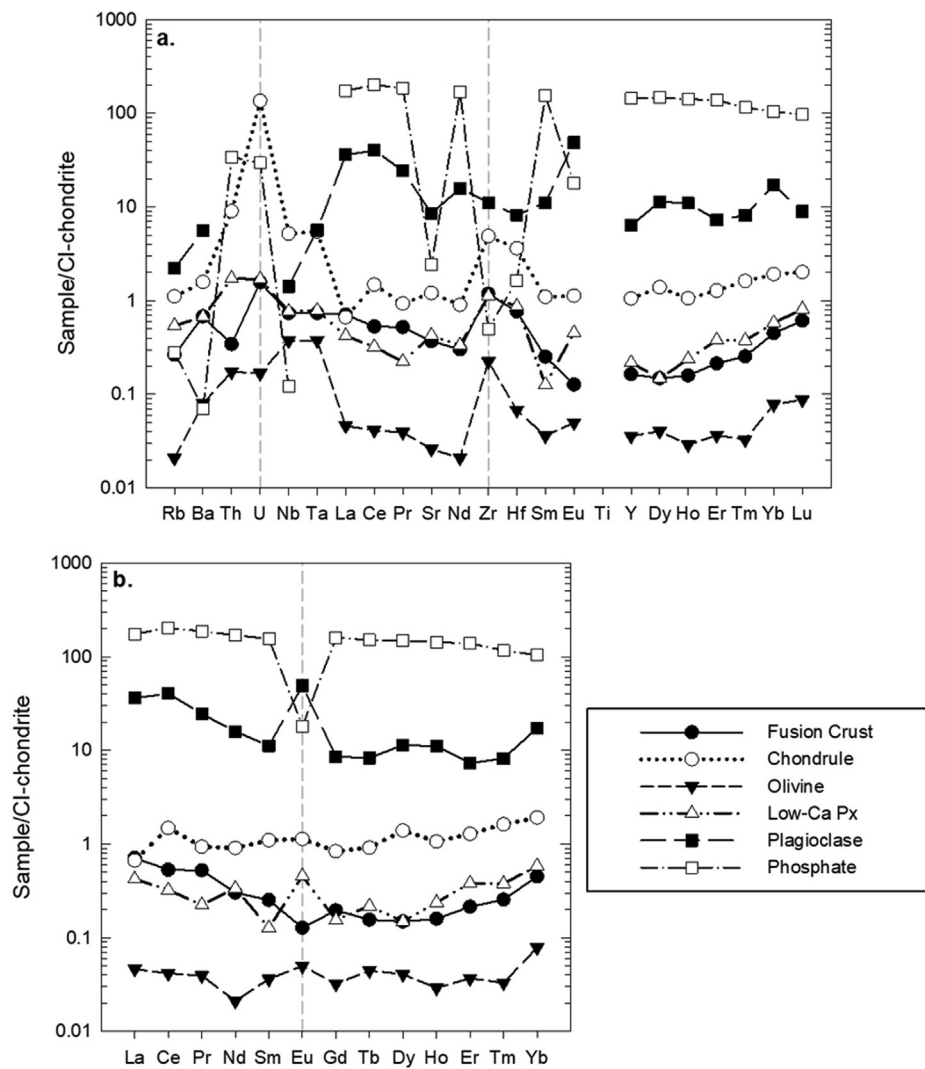 a.
1000
100
10
1
0.1
0.01
Sample/CI-chondrite
Rb Ba Th U Nb Ta La Ce Pr Sr Nd Zr Hf Sm Eu Ti Y Dy Ho Er Tm Yb Lu
b.
1000
100
10
1
0.1
0.01
Sample/CI-chondrite
La Ce Pr Nd Sm Eu Gd Tb Dy Ho Er Tm Yb
Fusion Crust
Chondrule
Olivine
Low-Ca Px
Plagioclase
Phosphate